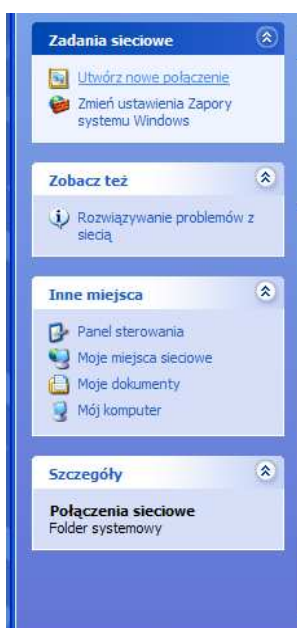 Zadania sieciowe
Utwórz nowe połączenie
Zmień ustawienia Zapory
systemu Windows
Zobacz też
Rozwiązywanie problemów z
siecią
Inne miejsca
Panel sterowania
Moje miejsca sieciowe
Moje dokumenty
Mój komputer
Szczegóły
Połączenia sieciowe
Folder systemowy